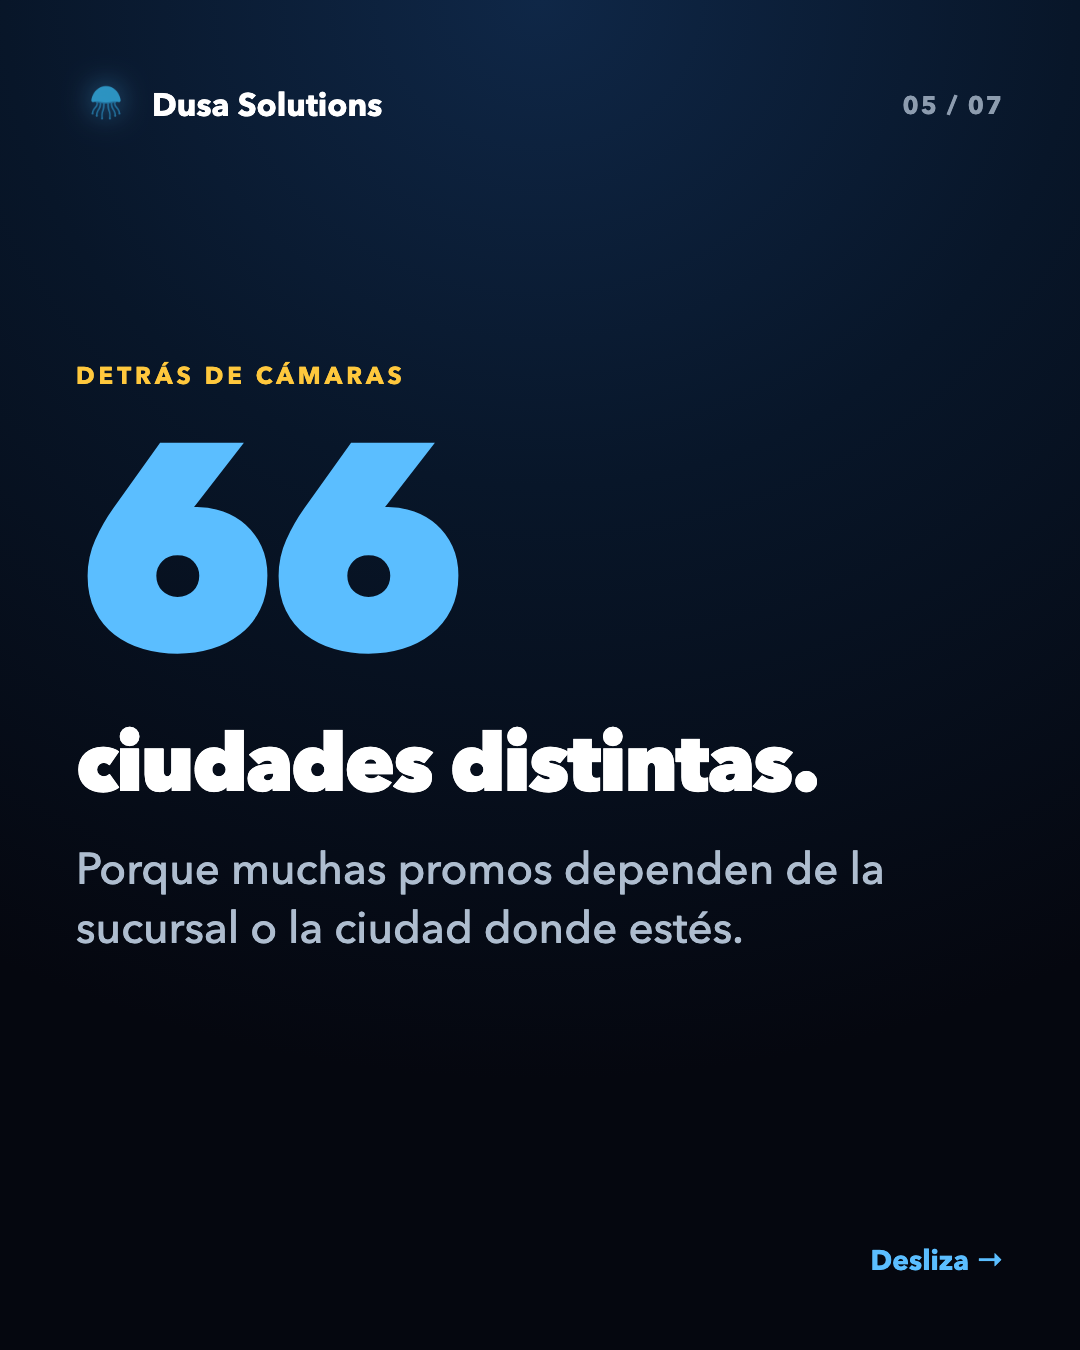 Dusa Solutions
05 / 07
DETRÁS DE CÁMARAS
66
ciudades distintas.
Porque muchas promos dependen de la
sucursal o la ciudad donde estés.
Desliza →